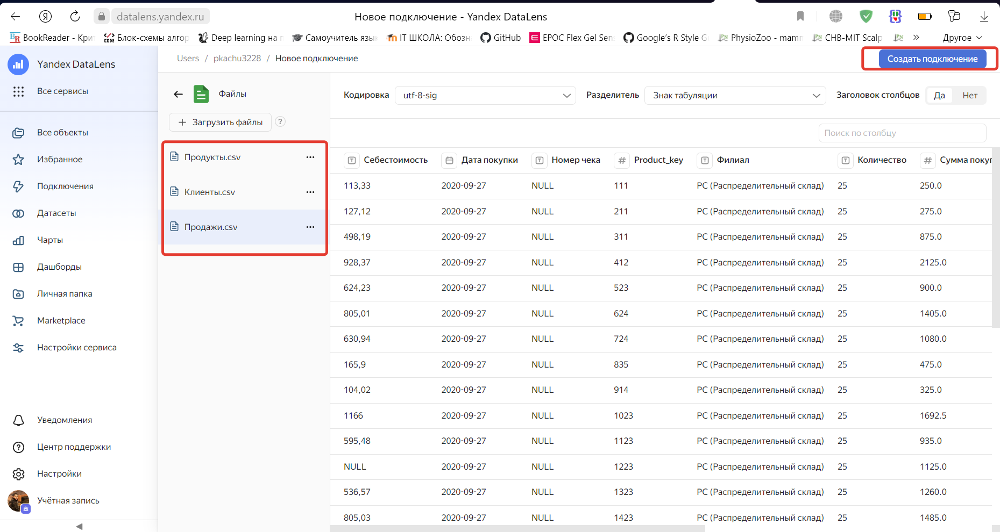 datalens.yandex.ru
Новое подключение - Yandex DataLens
BookReader - Кри
Блок-схемы алгор
Deep learning на
Самоучитель язы
IT ШКОЛА: Обозн
GitHub
EPOC Flex Gel Sen
Google's R Style G
PhysioZoo - mam
CHB-MIT Scalp
»
Другое
Yandex DataLens
Все сервисы
Все объекты
Избранное
Подключения
Датасеты
Чарты
Дашборды
Личная папка
Marketplace
Настройки сервиса
Уведомления
Центр поддержки
Настройки
Учётная запись
Users / pkachu3228 / Новое подключение
Создать подключение
Файлы
+ Загрузить файлы ?
Продукты.csv ...
Клиенты.csv ...
Продажи.csv ...
Кодировка utf-8-sig Разделитель Знак табуляции Заголовок столбцов Да Нет
Поиск по столбцу
Себестоимость Дата покупки Номер чека # Product_key Филиал Количество # Сумма покуп
113,33 2020-09-27 NULL 111 РС (Распределительный склад) 25 250.0
127,12 2020-09-27 NULL 211 РС (Распределительный склад) 25 275.0
498,19 2020-09-27 NULL 311 РС (Распределительный склад) 25 875.0
928,37 2020-09-27 NULL 412 РС (Распределительный склад) 25 2125.0
624,23 2020-09-27 NULL 523 РС (Распределительный склад) 25 900.0
805,01 2020-09-27 NULL 624 РС (Распределительный склад) 25 1405.0
630,94 2020-09-27 NULL 724 РС (Распределительный склад) 25 1080.0
165,9 2020-09-27 NULL 835 РС (Распределительный склад) 25 475.0
104,02 2020-09-27 NULL 914 РС (Распределительный склад) 25 325.0
1166 2020-09-27 NULL 1023 РС (Распределительный склад) 25 1692.5
595,48 2020-09-27 NULL 1123 РС (Распределительный склад) 25 935.0
NULL 2020-09-27 NULL 1223 РС (Распределительный склад) 25 1125.0
536,57 2020-09-27 NULL 1323 РС (Распределительный склад) 25 1260.0
805,03 2020-09-27 NULL 1423 РС (Распределительный склад) 25 1485.0